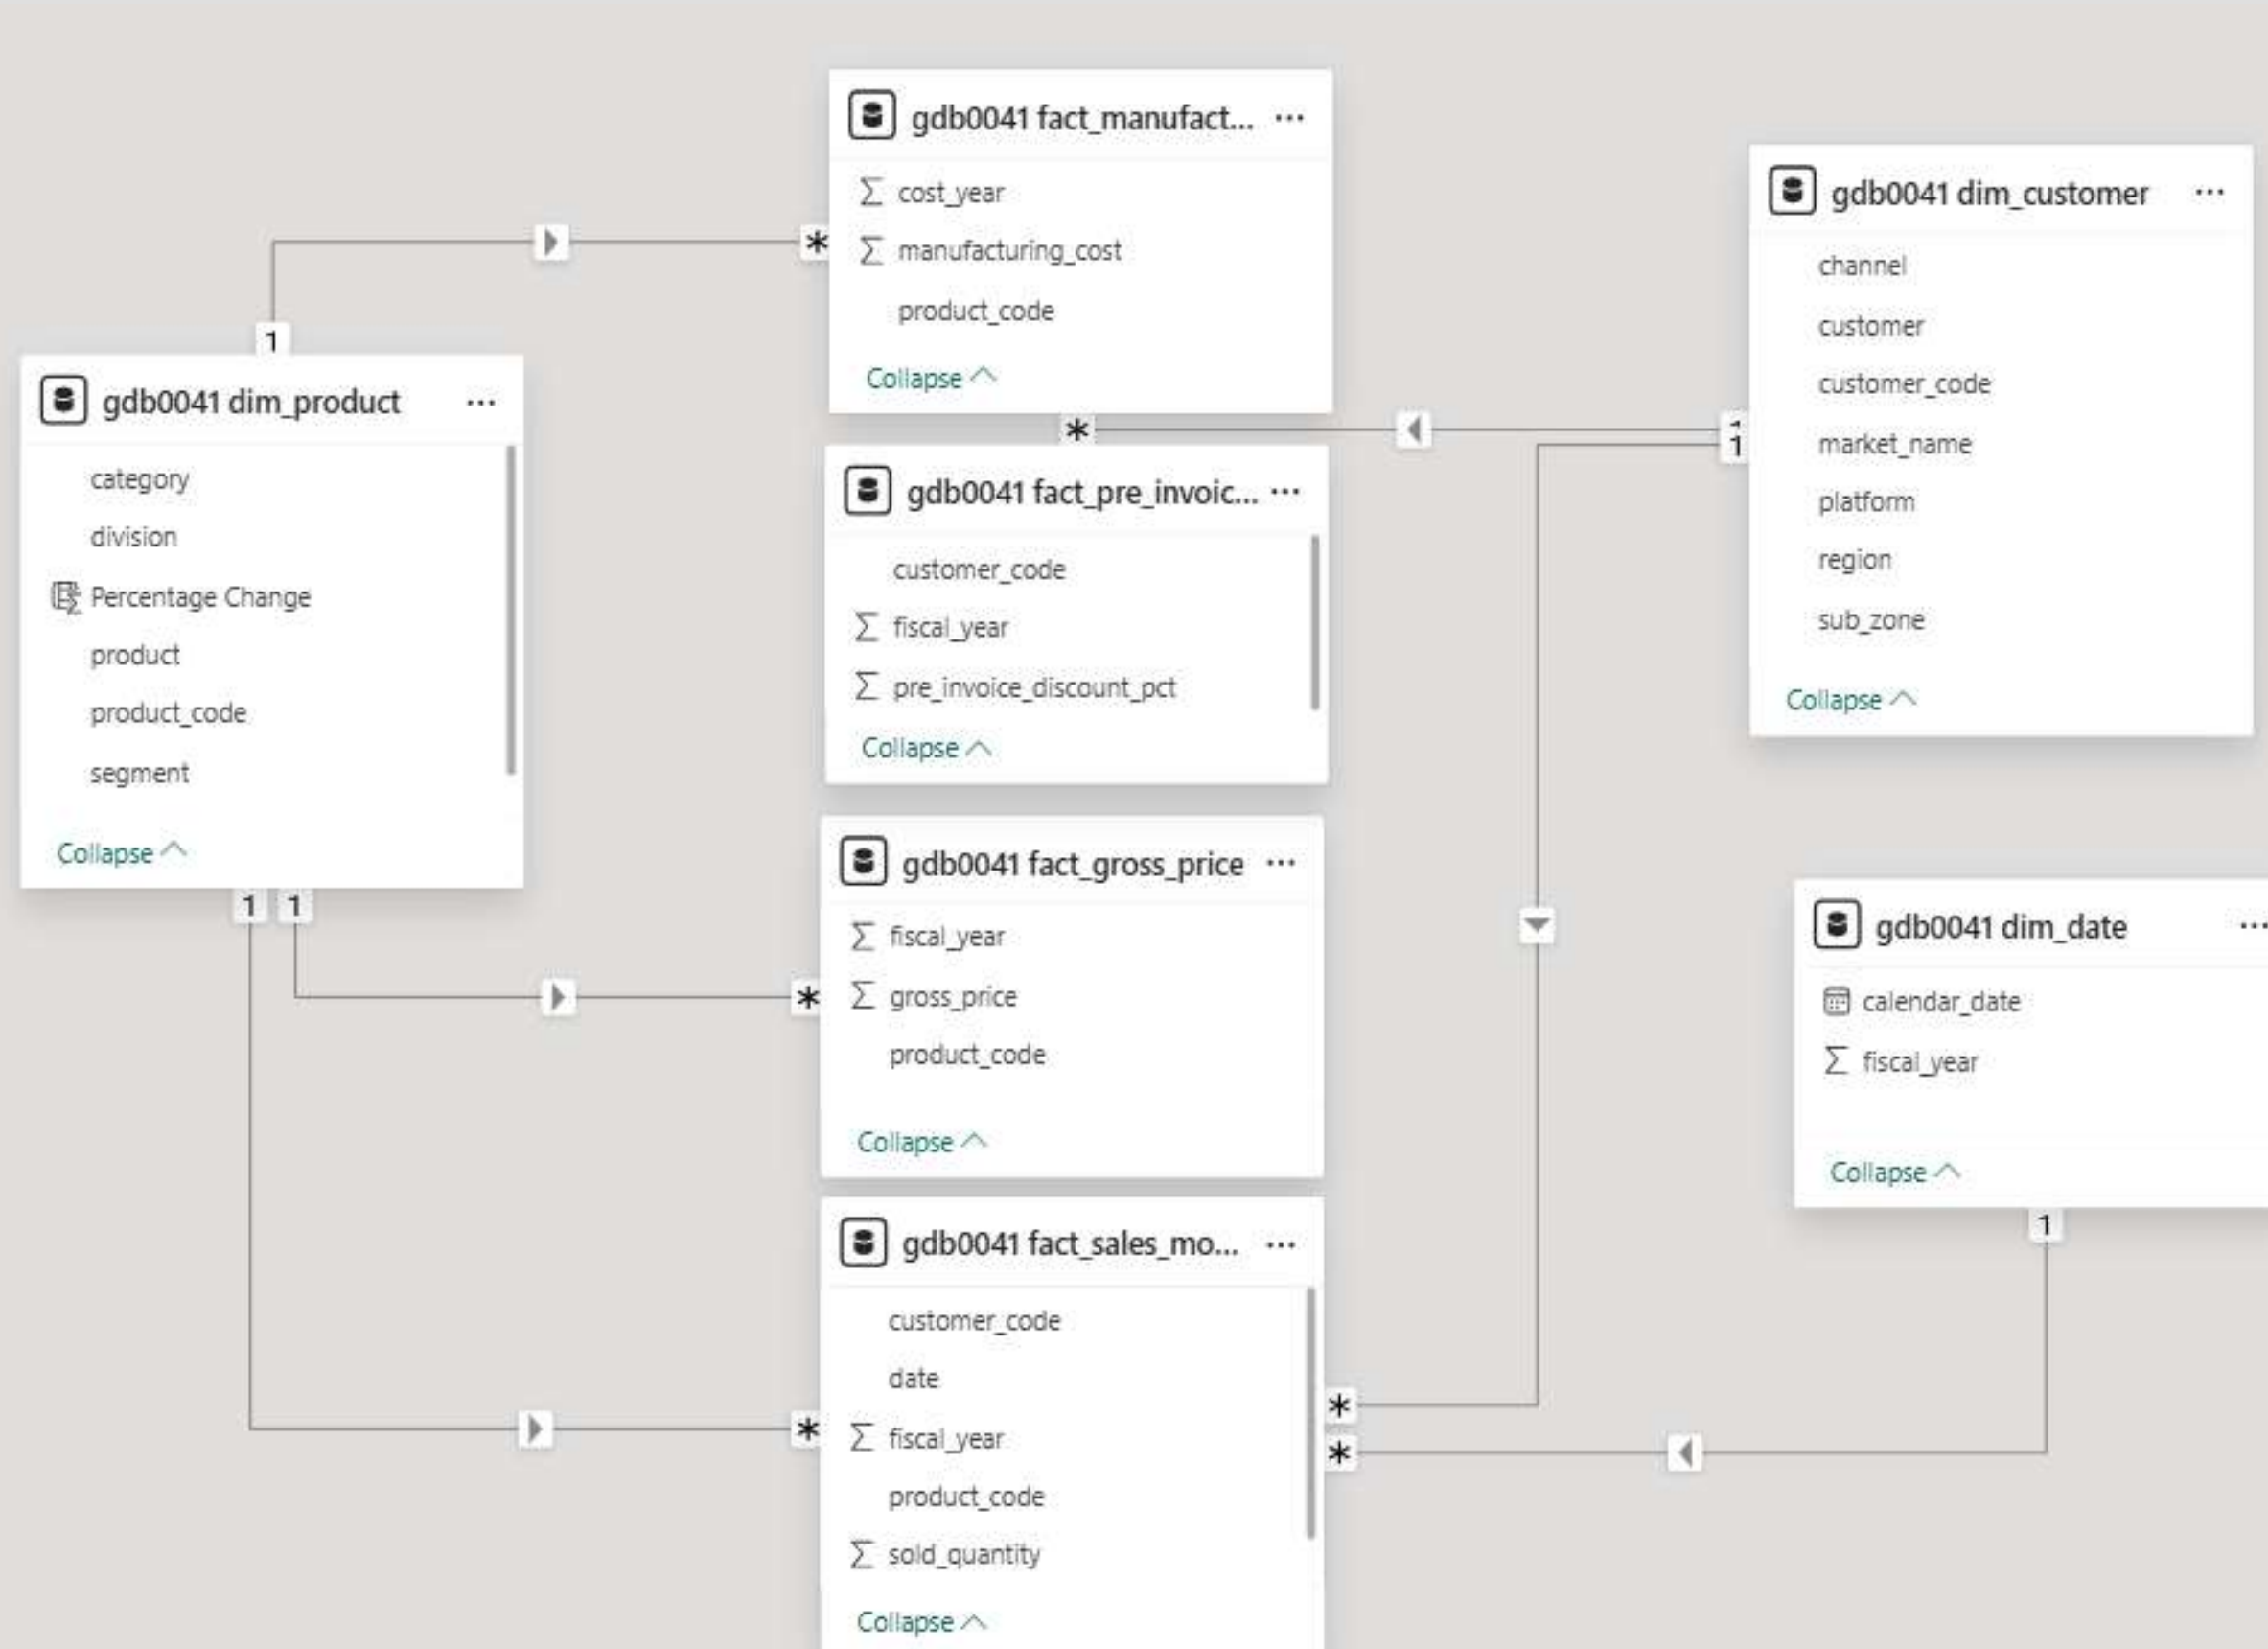 gdb0041 fact_manufact... ...
cost_year
manufacturing_cost
product_code
Collapse
*
1
gdb0041 dim_product ...
category
division
Percentage Change
product
product_code
segment
Collapse
1 1
*
gdb0041 fact_pre_invoic... ...
customer_code
fiscal_year
pre_invoice_discount_pct
Collapse
*
gdb0041 fact_gross_price ...
fiscal_year
gross_price
product_code
Collapse
*
gdb0041 fact_sales_mo... ...
customer_code
date
fiscal_year
product_code
sold_quantity
Collapse
*
*
*
gdb0041 dim_customer ...
channel
customer
customer_code
market_name
platform
region
sub_zone
Collapse
1
1
gdb0041 dim_date ...
calendar_date
fiscal_year
Collapse
1